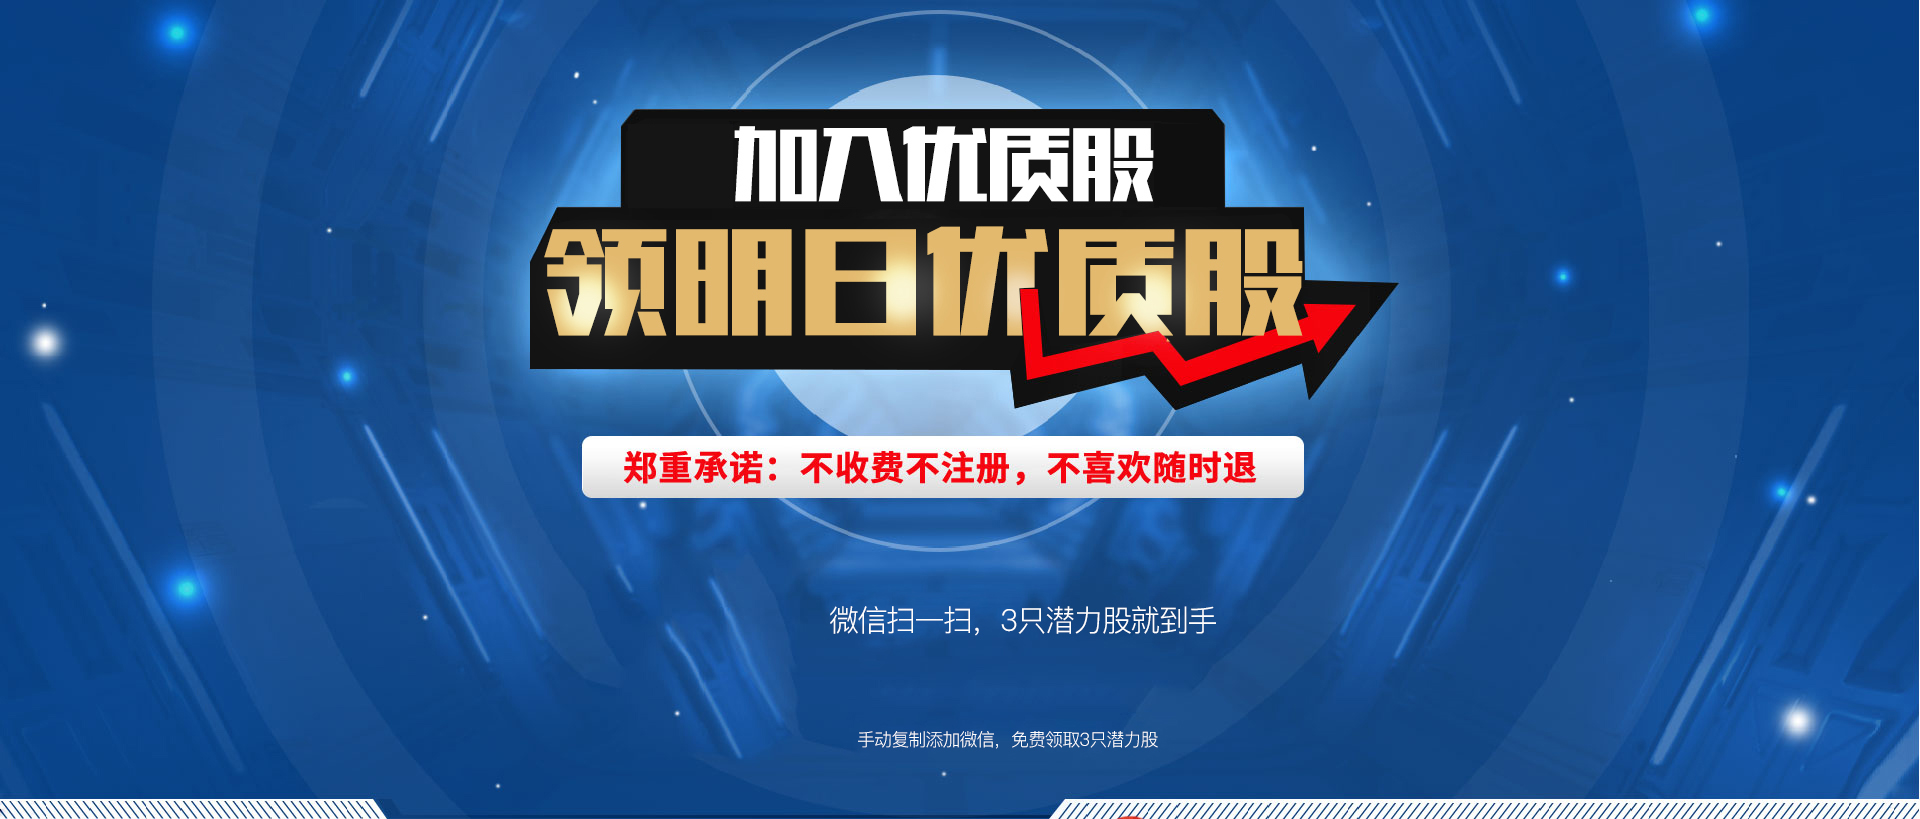 加入优质股
领明日优质股
郑重承诺：不收费不注册，不喜欢随时退
微信扫一扫，3只潜力股就到手
手动复制添加微信，免费领取3只潜力股